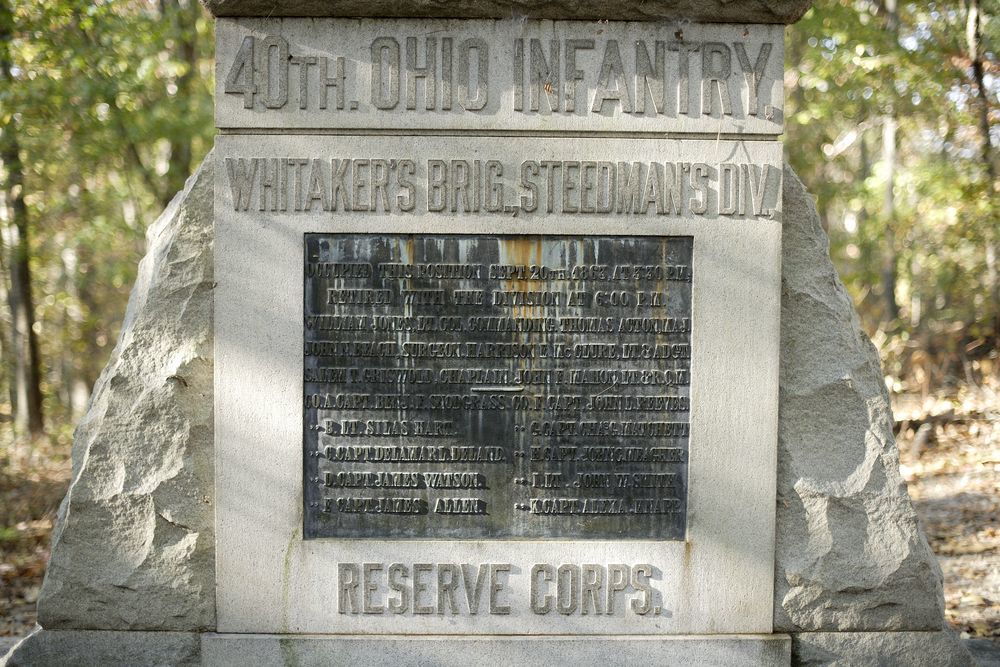 40TH. OHIO INFANTRY.
WHITAKER'S BRIG., STEEDMAN'S DIV.
OCCUPIED THIS POSITION SEPT. 20TH. 1863. AT 3:30 P.M.
RETIRED WITH THE DIVISION AT 6:00 P.M.
WILLIAM JONES, LT. COL. COMMANDING. THOMAS ACTON, MAJ.
JOHN N. BEACH, SURGEON. HARRISON E. McCLURE, LT. & ADGT.
SALEM T. GRISWOLD, CHAPLAIN. JOHN F. MAHON, LT. & R.Q.M.
CO. A. CAPT. SNODGRASS. CO. F. CAPT. JOHN D. REEVES.
" B. LT. SILAS HART. " G. CAPT. CHAS. G. MATCHETT
" C. CAPT. DELAMAR L. DELAND. " H. CAPT. JOHN C. MEAGHER
" D. CAPT. JAMES WATSON. " I. LT. JOHN W. SMITH.
" E. CAPT. JAMES ALLEN. " K. CAPT. ALEXA. KNAPP.
RESERVE CORPS.